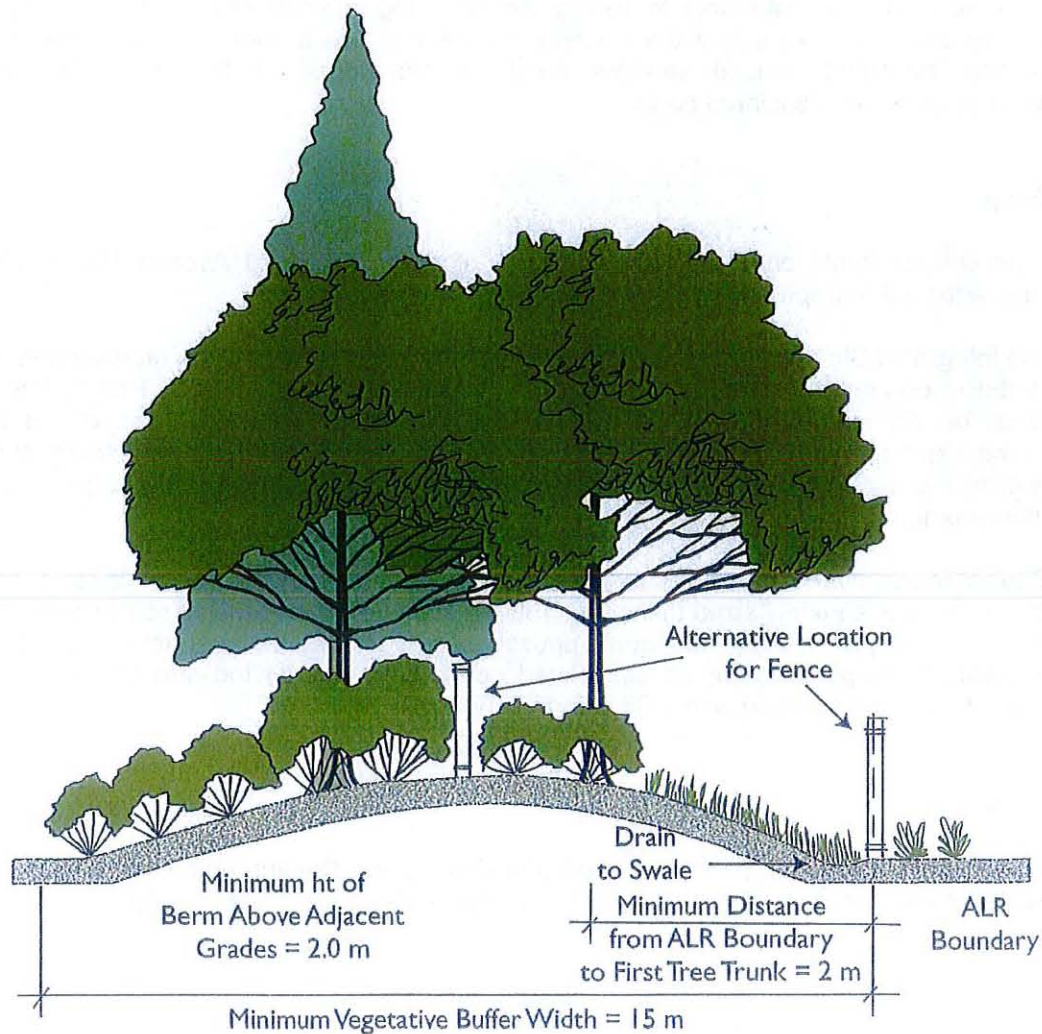 Alternative Location
for Fence
Drain
to Swale
Minimum ht of
Berm Above Adjacent
Grades = 2.0 m
Minimum Distance
from ALR Boundary
to First Tree Trunk = 2 m
ALR
Boundary
Minimum Vegetative Buffer Width = 15 m